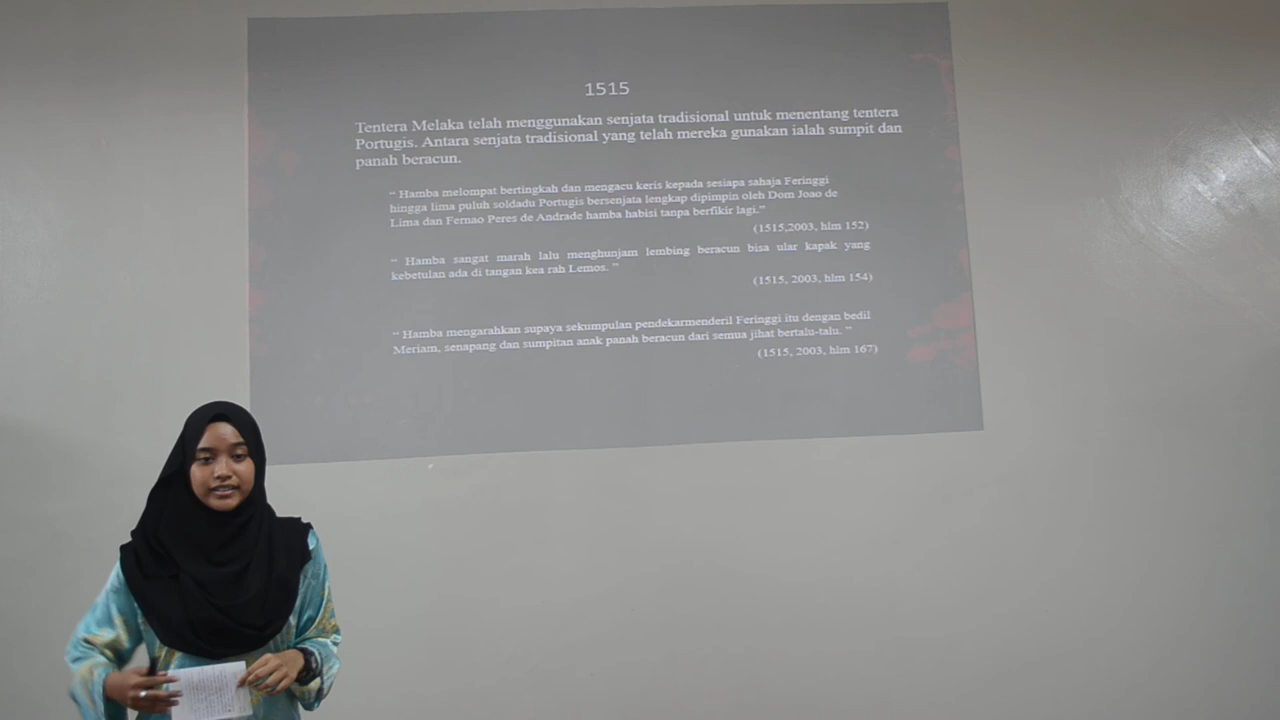 1515
Tentera Melaka telah menggunakan senjata tradisional untuk menentang tentera
Portugis. Antara senjata tradisional yang telah mereka gunakan ialah sumpit dan
panah beracun.
“ Hamba melompat bertingkah dan mengacu keris kepada sesiapa sahaja Feringgi
hingga lima puluh soldadu Portugis bersenjata lengkap dipimpin oleh Dom Joao de
Lima dan Fernao Peres de Andrade hamba habisi tanpa berfikir lagi.”
(1515,2003, hlm 152)
“ Hamba sangat marah lalu menghunjam lembing beracun bisa ular kapak yang
kebetulan ada di tangan kea rah Lemos. ”
(1515, 2003, hlm 154)
“ Hamba mengarahkan supaya sekumpulan pendekarmenderil Feringgi itu dengan bedil
Meriam, senapang dan sumpitan anak panah beracun dari semua jihat bertalu-talu. ”
(1515, 2003, hlm 167)